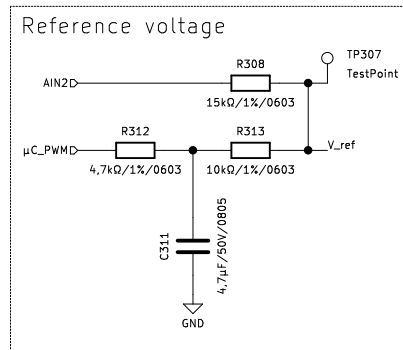 Reference voltage
TP307
TestPoint
R308
AIN2
15kΩ/1%/0603
R312
R313
μC_PWM
V_ref
4,7kΩ/1%/0603
10kΩ/1%/0603
C311
4,7μF/50V/0805
GND